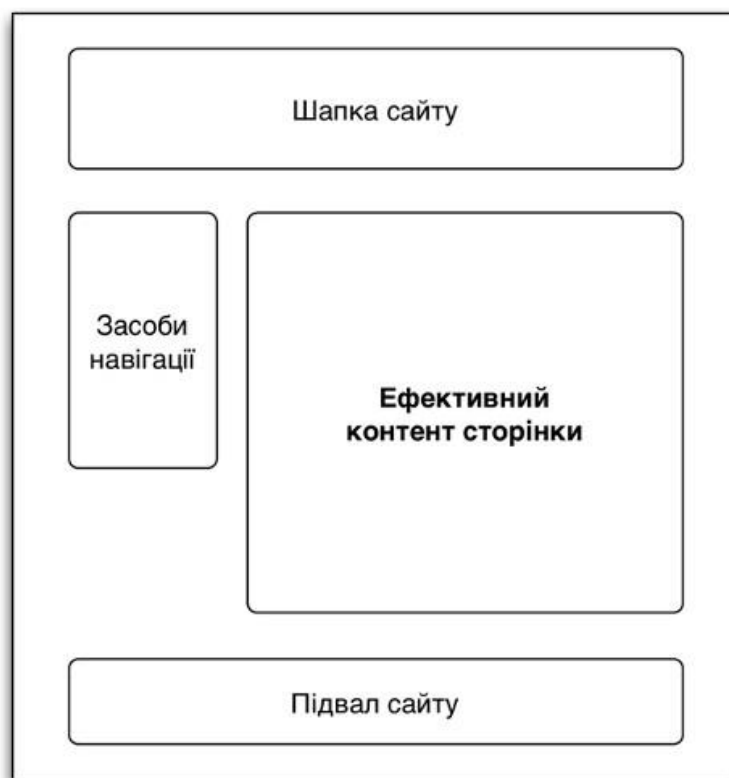 Шапка сайту
Засоби
навігації
Ефективний
контент сторінки
Підвал сайту